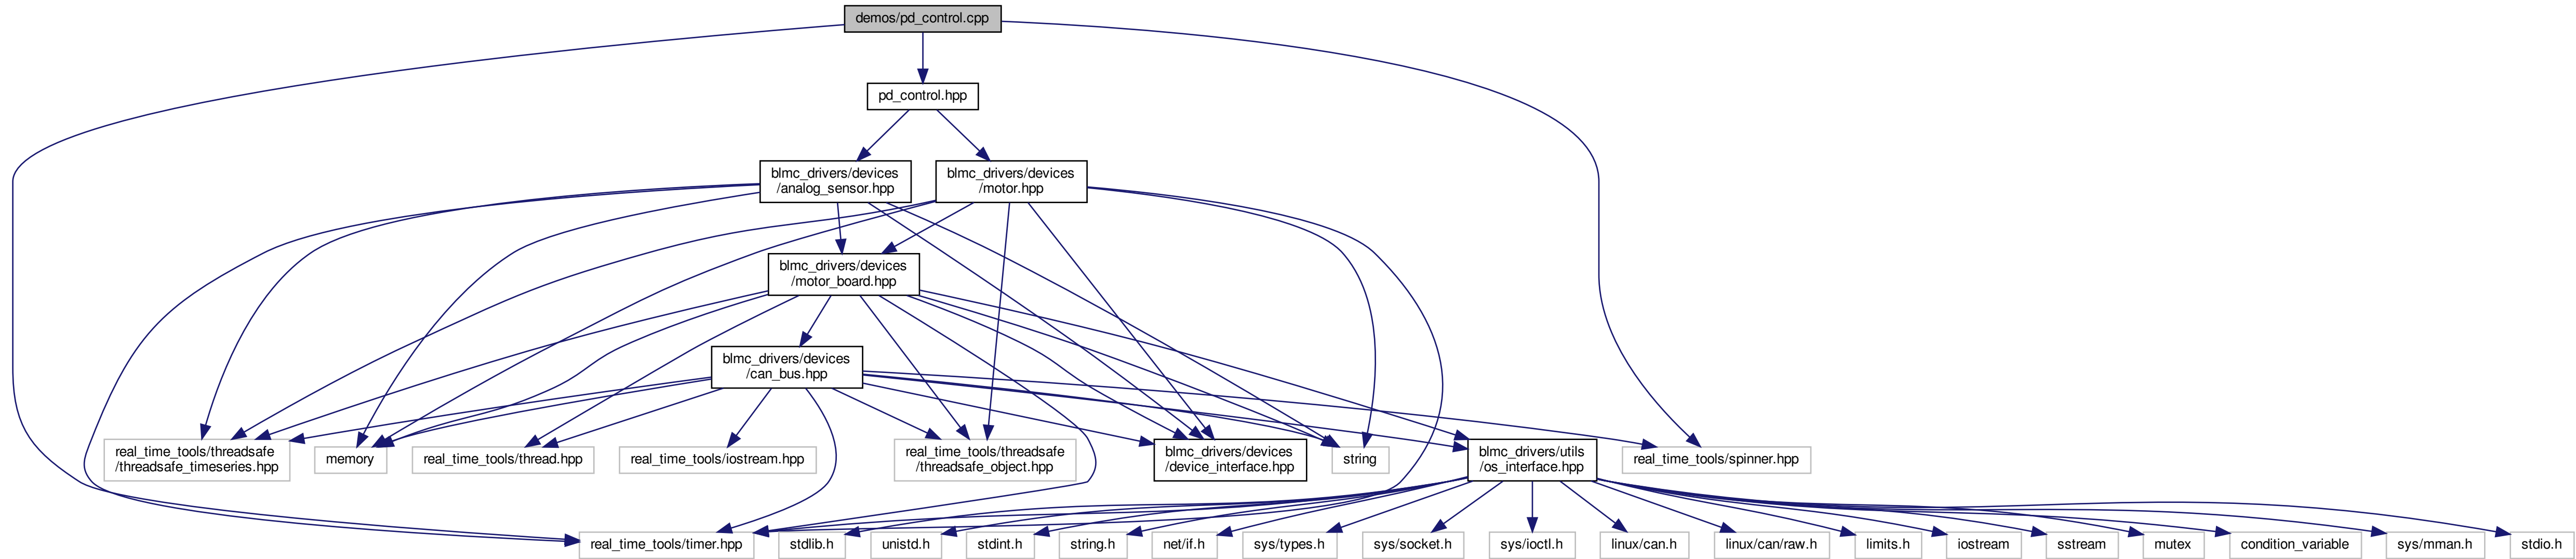 demos/pd_control.cpp
pd_control.hpp
blmc_drivers/devices
/analog_sensor.hpp
blmc_drivers/devices
/motor.hpp
blmc_drivers/devices
/motor_board.hpp
blmc_drivers/devices
/can_bus.hpp
real_time_tools/threadsafe
/threadsafe_timeseries.hpp
memory
real_time_tools/thread.hpp
real_time_tools/iostream.hpp
real_time_tools/threadsafe
/threadsafe_object.hpp
blmc_drivers/devices
/device_interface.hpp
string
blmc_drivers/utils
/os_interface.hpp
real_time_tools/spinner.hpp
real_time_tools/timer.hpp
stdlib.h
unistd.h
stdint.h
string.h
net/if.h
sys/types.h
sys/socket.h
sys/ioctl.h
linux/can.h
linux/can/raw.h
limits.h
iostream
sstream
mutex
condition_variable
sys/mman.h
stdio.h